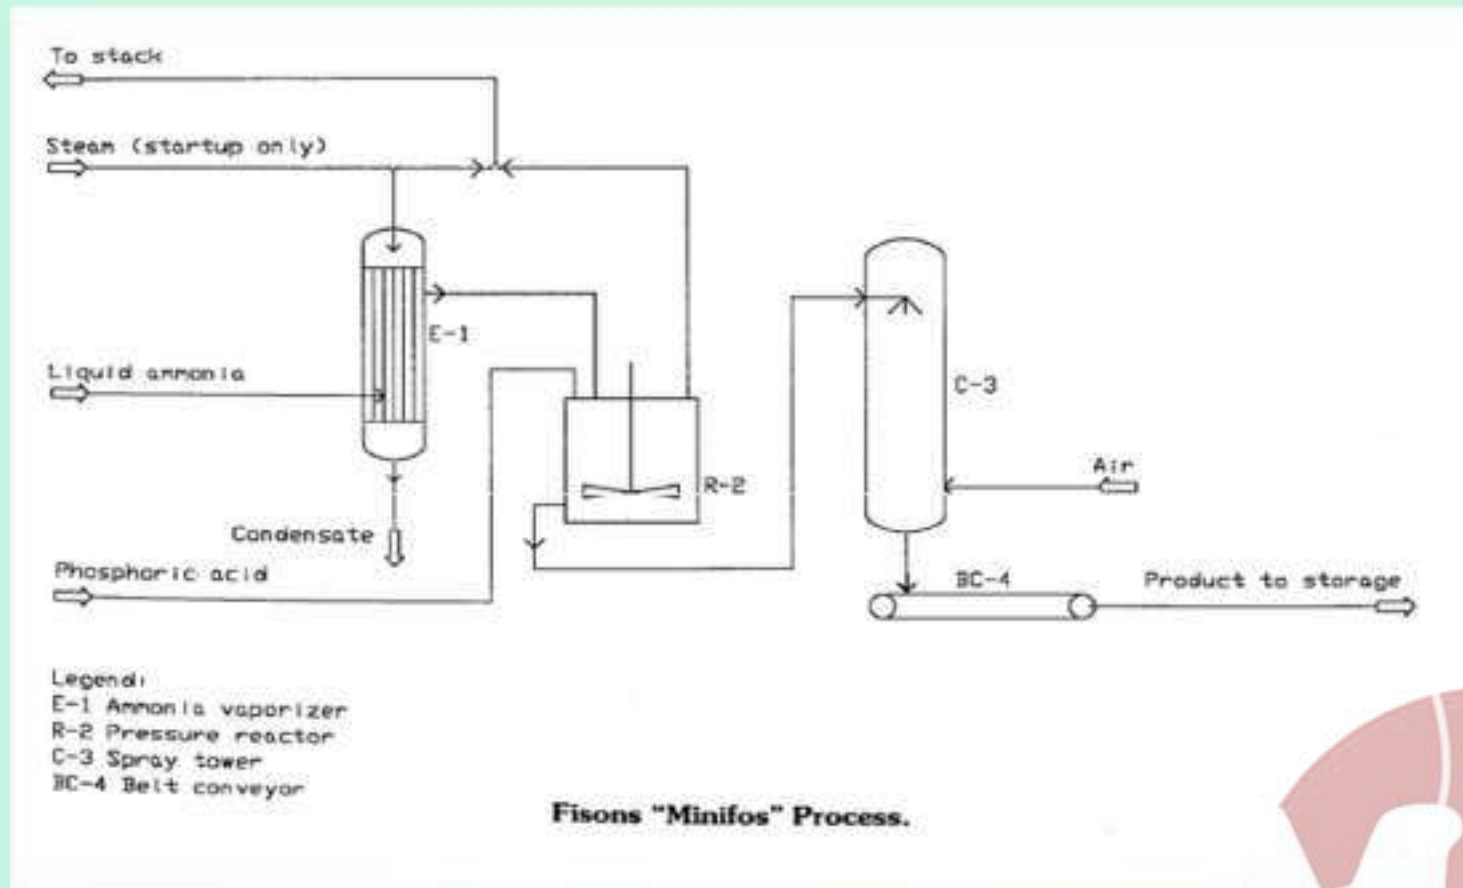 To stack
Steam (startup only)
E-1
Liquid ammonia
C-3
Air
R-2
Condensate
Phosphoric acid
BC-4
Product to storage
Legend:
E-1 Ammonia vaporizer
R-2 Pressure reactor
C-3 Spray tower
BC-4 Belt conveyor
Fisons "Minifos" Process.